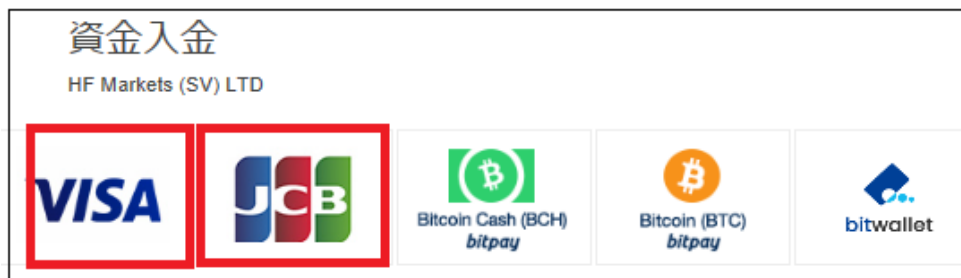 資金入金
HF Markets (SV) LTD
VISA
JCB
Bitcoin Cash (BCH)
bitpay
Bitcoin (BTC)
bitpay
bitwallet